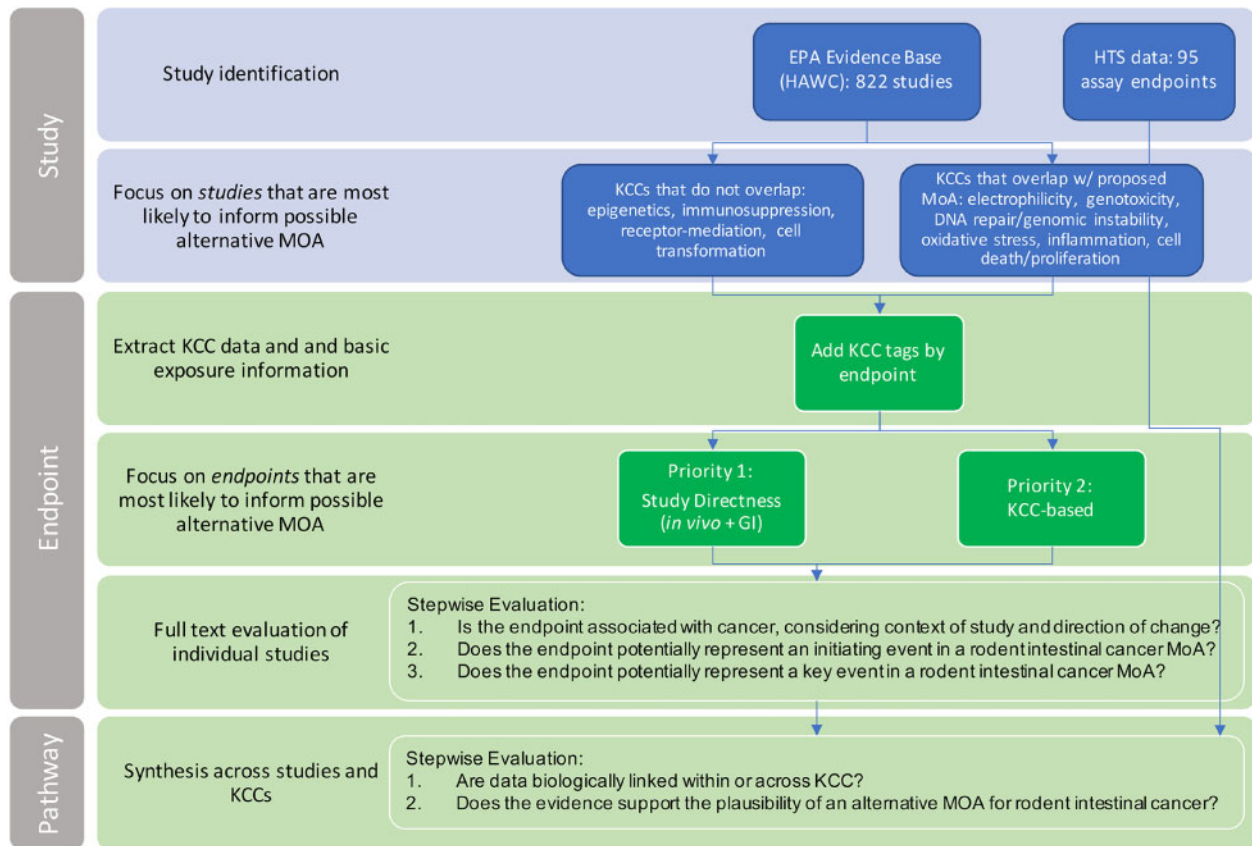 Study
Study identification
EPA Evidence Base
(HAWC): 822 studies
HTS data: 95
assay endpoints
Focus on studies that are most
likely to inform possible
alternative MOA
KCCs that do not overlap:
epigenetics, immunosuppression,
receptor-mediation, cell
transformation
KCCs that overlap w/ proposed
MoA: electrophilicity, genotoxicity,
DNA repair/genomic instability,
oxidative stress, inflammation, cell
death/proliferation
Endpoint
Extract KCC data and and basic
exposure information
Add KCC tags by
endpoint
Focus on endpoints that are
most likely to inform possible
alternative MOA
Priority 1:
Study Directness
(in vivo + GI)
Priority 2:
KCC-based
Full text evaluation of
individual studies
Stepwise Evaluation:
1. Is the endpoint associated with cancer, considering context of study and direction of change?
2. Does the endpoint potentially represent an initiating event in a rodent intestinal cancer MoA?
3. Does the endpoint potentially represent a key event in a rodent intestinal cancer MoA?
Pathway
Synthesis across studies and
KCCs
Stepwise Evaluation:
1. Are data biologically linked within or across KCC?
2. Does the evidence support the plausibility of an alternative MOA for rodent intestinal cancer?